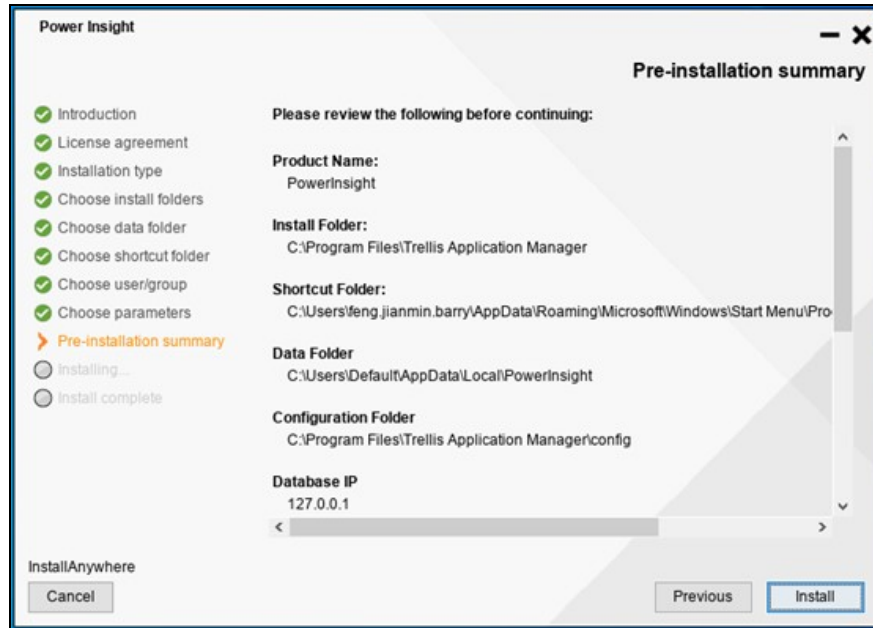 Power Insight
Pre-installation summary
Introduction
License agreement
Installation type
Choose install folders
Choose data folder
Choose shortcut folder
Choose user/group
Choose parameters
Pre-installation summary
Installing...
Install complete
Please review the following before continuing:
Product Name:
PowerInsight
Install Folder:
C:\Program Files\Trellis Application Manager
Shortcut Folder:
C:\Users\feng.jianmin.barry\AppData\Roaming\Microsoft\Windows\Start Menu\Pro
Data Folder
C:\Users\Default\AppData\Local\PowerInsight
Configuration Folder
C:\Program Files\Trellis Application Manager\config
Database IP
127.0.0.1
InstallAnywhere
Cancel
Previous
Install